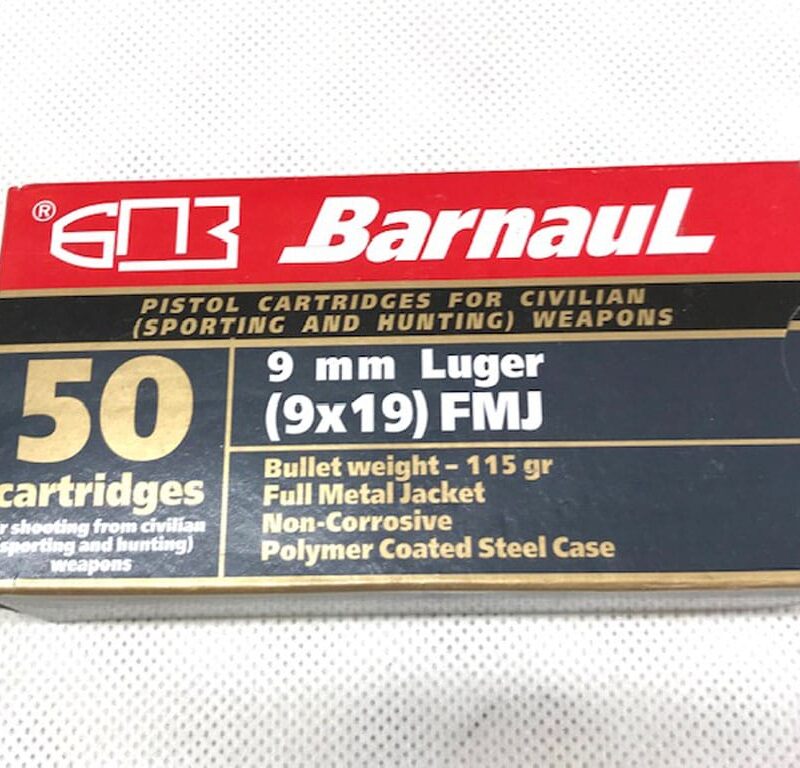 ® БПЗ BarnauL
PISTOL CARTRIDGES FOR CIVILIAN
(SPORTING AND HUNTING) WEAPONS
50
cartridges
r shooting from civilian
sporting and hunting)
weapons
9 mm Luger
(9x19) FMJ
Bullet weight – 115 gr
Full Metal Jacket
Non-Corrosive
Polymer Coated Steel Case